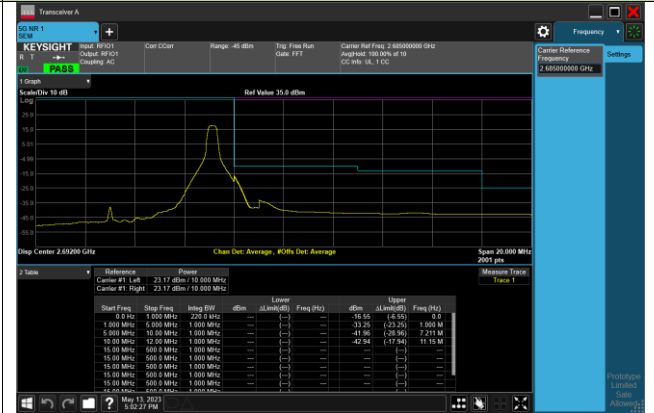 Transceiver A
5G NR 1
SEM
Frequency
KEYSIGHT
R T
PASS
Input: RFIO1
Output: RFIO1
Coupling: AC
Corr CCorr
Range: -45 dBm
Trig: Free Run
Gate: FFT
Carrier Ref Freq: 2.685000000 GHz
Avg|Hold: 100.00% of 10
CC Info: UL, 1 CC
Carrier Reference
Frequency
2.685000000 GHz
Settings
1 Graph
Scale/Div 10 dB
Ref Value 35.0 dBm
Log
25.0
15.0
5.01
-4.99
-15.0
-25.0
-35.0
-45.0
-55.0
Disp Center 2.69200 GHz
Chan Det: Average, #Offs Det: Average
Span 20.000 MHz
2001 pts
2 Table
Reference Power
Carrier #1: Left 23.17 dBm / 10.000 MHz
Carrier #1: Right 23.17 dBm / 10.000 MHz
Measure Trace
Trace 1
Lower Upper
Start Freq Stop Freq Integ BW dBm ΔLimit(dB) Freq (Hz) dBm ΔLimit(dB) Freq (Hz)
0.0 Hz 1.000 MHz 220.0 kHz --- (---) --- -16.55 (-6.55) 0.0
1.000 MHz 5.000 MHz 1.000 MHz --- (---) --- -33.25 (-23.25) 1.000 M
5.000 MHz 10.00 MHz 1.000 MHz --- (---) --- -41.96 (-28.96) 7.211 M
10.00 MHz 12.00 MHz 1.000 MHz --- (---) --- -42.94 (-17.94) 11.15 M
15.00 MHz 500.0 MHz 1.000 MHz --- (---) --- --- (---) ---
15.00 MHz 500.0 MHz 1.000 MHz --- (---) --- --- (---) ---
15.00 MHz 500.0 MHz 1.000 MHz --- (---) --- --- (---) ---
15.00 MHz 500.0 MHz 1.000 MHz --- (---) --- --- (---) ---
May 13, 2023
5:02:27 PM
Prototype
Limited
Sale
Allowed